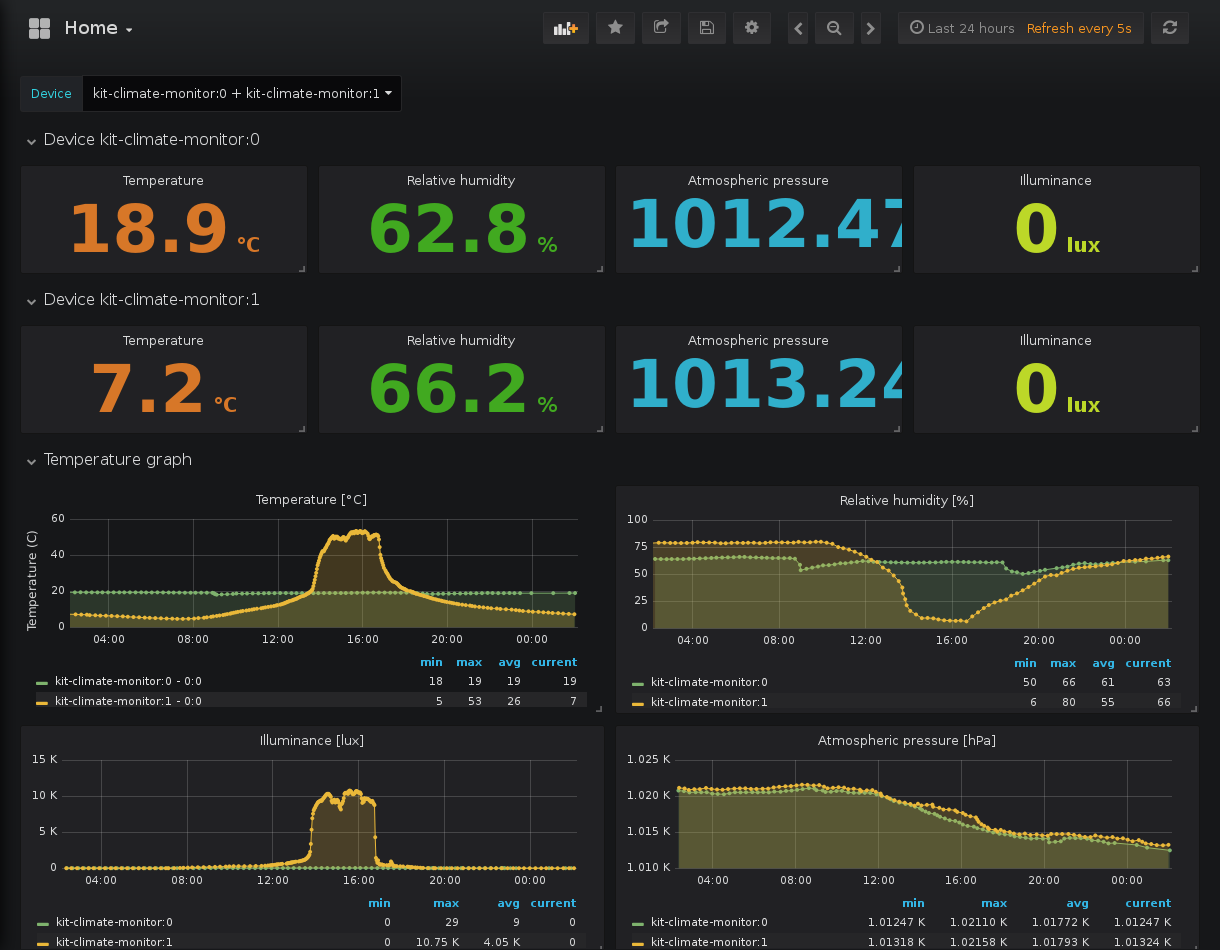 Home
Last 24 hours Refresh every 5s
Device kit-climate-monitor:0 + kit-climate-monitor:1
Device kit-climate-monitor:0
Temperature Relative humidity Atmospheric pressure Illuminance
18.9 °C 62.8 % 1012.47 0 lux
Device kit-climate-monitor:1
Temperature Relative humidity Atmospheric pressure Illuminance
7.2 °C 66.2 % 1013.24 0 lux
Temperature graph
Temperature [°C]
Temperature (C)
60
40
20
0
04:00 08:00 12:00 16:00 20:00 00:00
min max avg current
kit-climate-monitor:0 - 0:0 18 19 19 19
kit-climate-monitor:1 - 0:0 5 53 26 7
Relative humidity [%]
100
75
50
25
0
04:00 08:00 12:00 16:00 20:00 00:00
min max avg current
kit-climate-monitor:0 50 66 61 63
kit-climate-monitor:1 6 80 55 66
Illuminance [lux]
15 K
10 K
5 K
0
04:00 08:00 12:00 16:00 20:00 00:00
min max avg current
kit-climate-monitor:0 0 29 9 0
kit-climate-monitor:1 0 10.75 K 4.05 K 0
Atmospheric pressure [hPa]
1.025 K
1.020 K
1.015 K
1.010 K
04:00 08:00 12:00 16:00 20:00 00:00
min max avg current
kit-climate-monitor:0 1.01247 K 1.02110 K 1.01772 K 1.01247 K
kit-climate-monitor:1 1.01318 K 1.02158 K 1.01793 K 1.01324 K